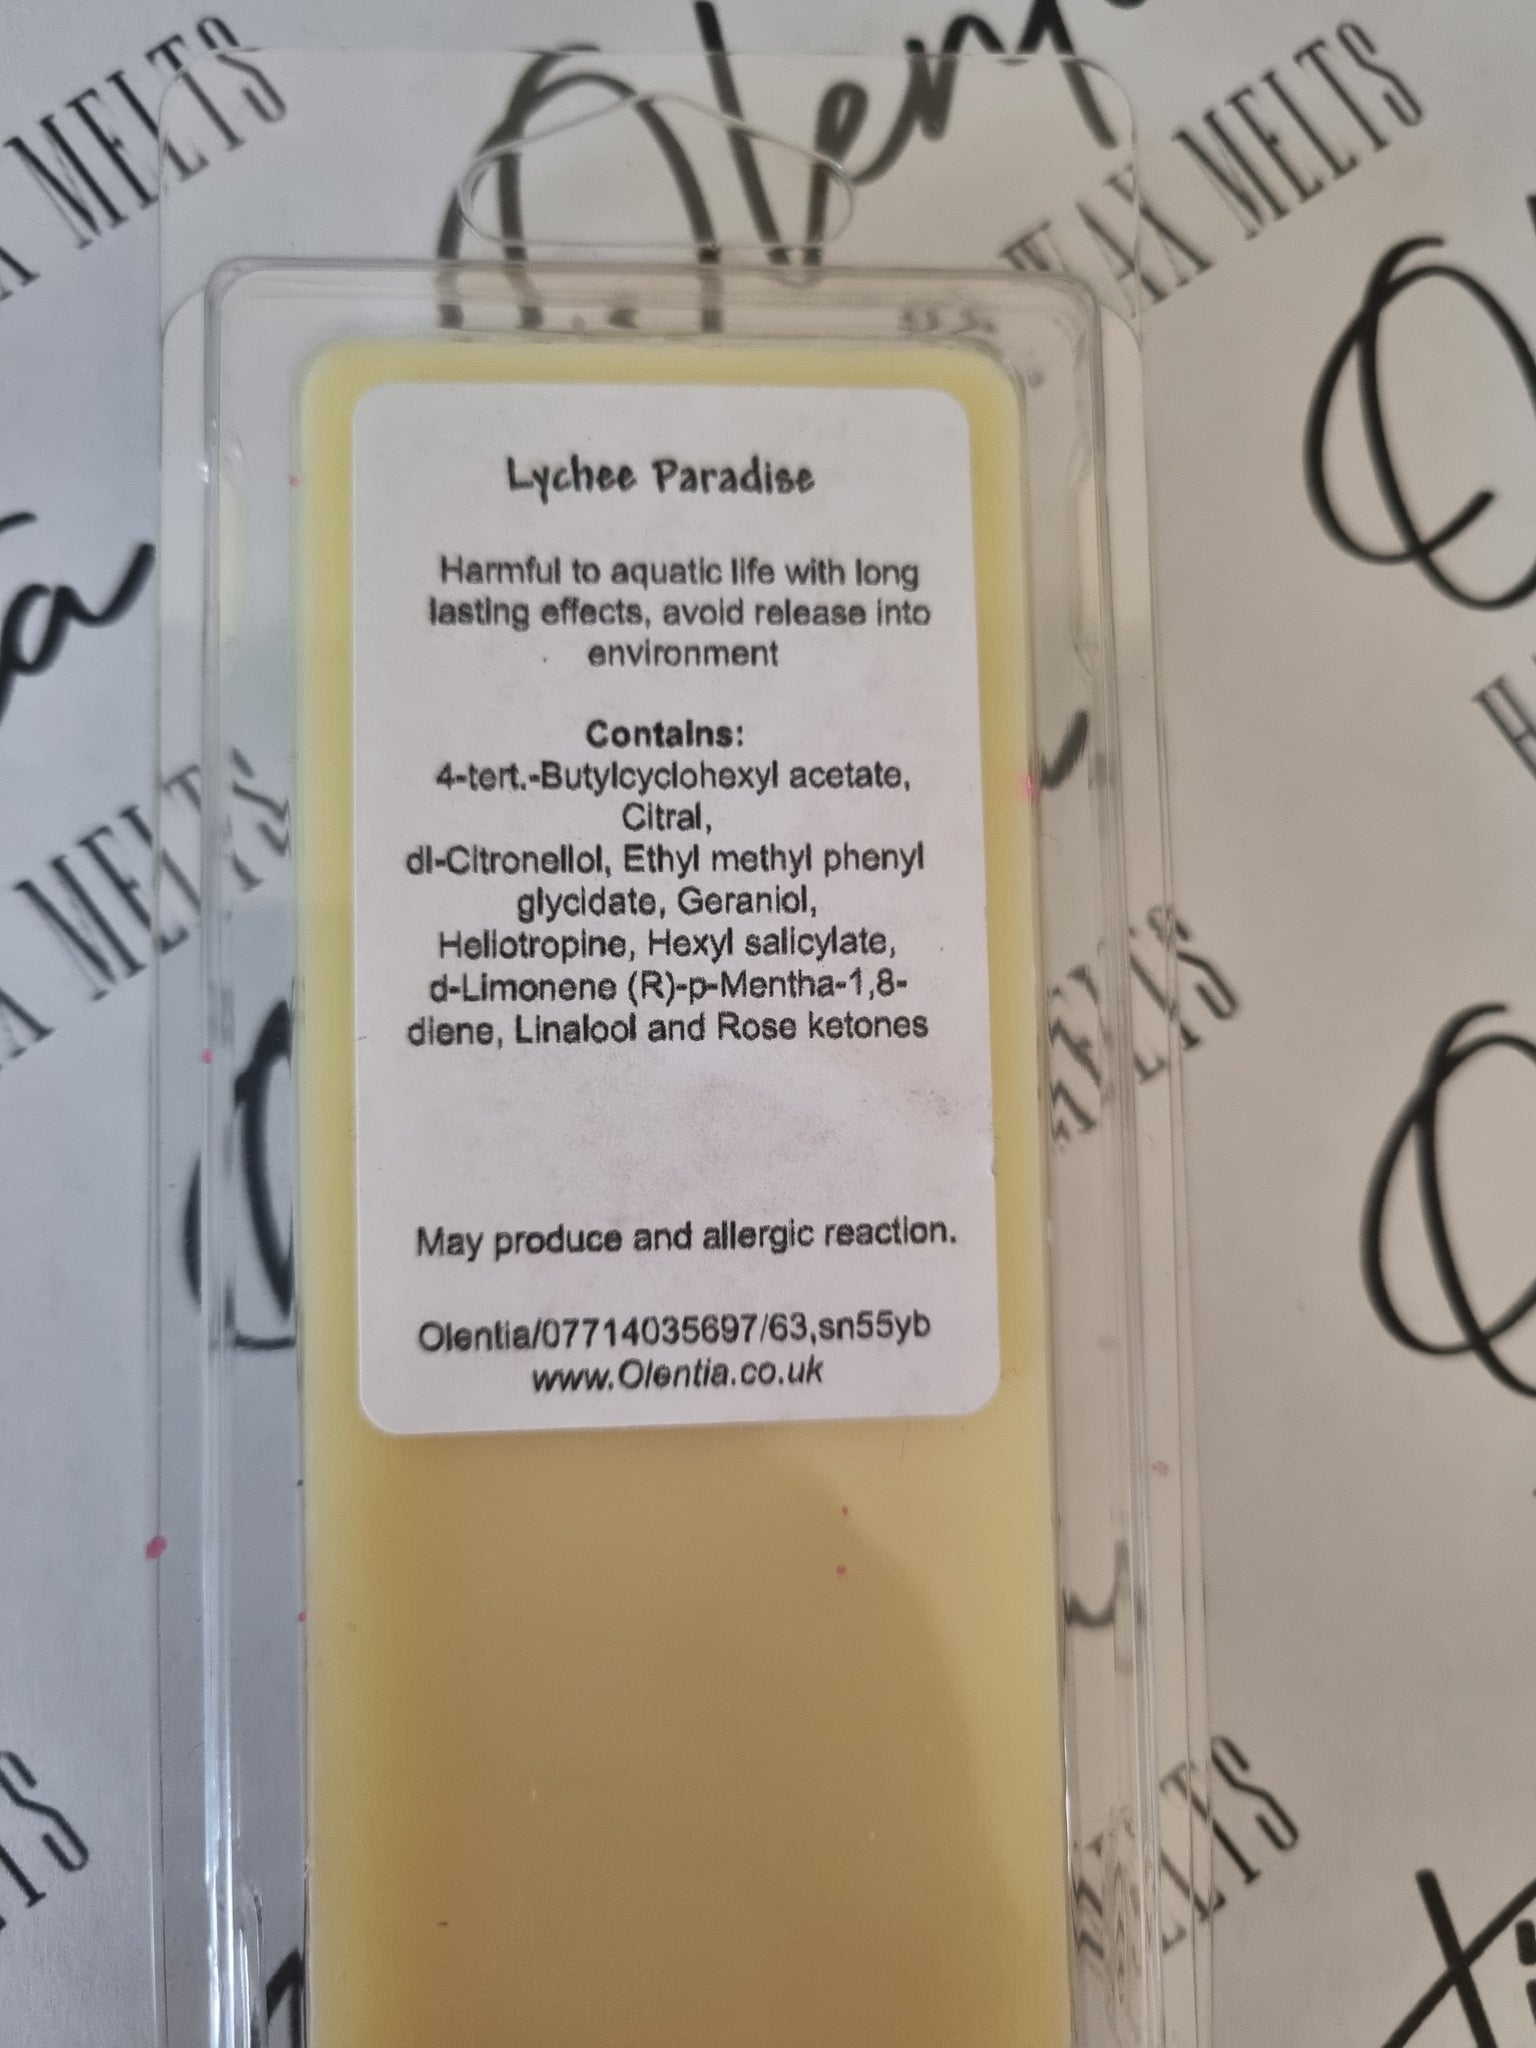 MELTS
Olen
WAX MELTS
Lychee Paradise
Harmful to aquatic life with long
lasting effects, avoid release into
environment
Contains:
4-tert.-Butylcyclohexyl acetate,
Citral,
dl-Citronellol, Ethyl methyl phenyl
glycidate, Geraniol,
Heliotropine, Hexyl salicylate,
d-Limonene (R)-p-Mentha-1,8-
diene, Linalool and Rose ketones
May produce and allergic reaction.
Olentia/07714035697/63,sn55yb
www.Olentia.co.uk
MELTS